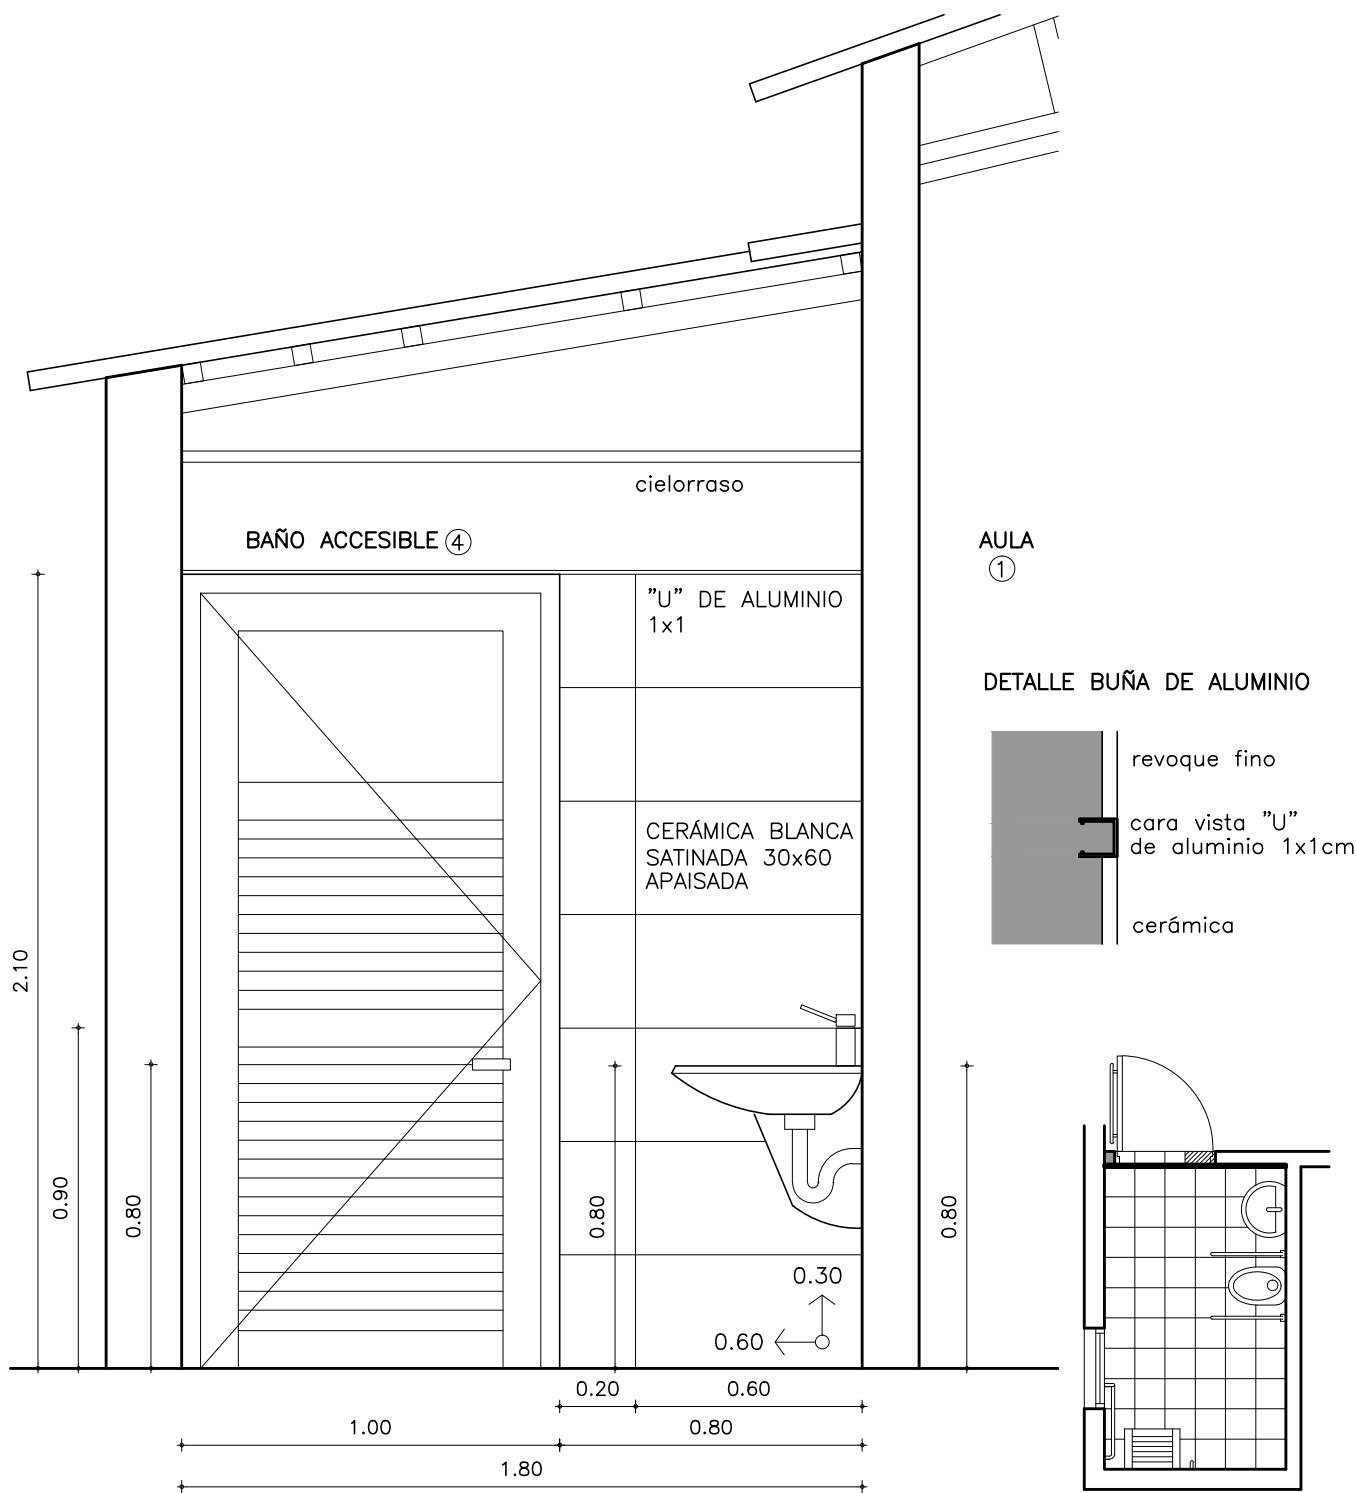 cielorraso
BAÑO ACCESIBLE 4
AULA
1
"U" DE ALUMINIO
1x1
DETALLE BUÑA DE ALUMINIO
revoque fino
cara vista "U"
de aluminio 1x1cm
cerámica
CERÁMICA BLANCA
SATINADA 30x60
APAISADA
2.10
0.90
0.80
0.80
0.80
0.30
0.60
0.20
0.60
1.00
0.80
1.80